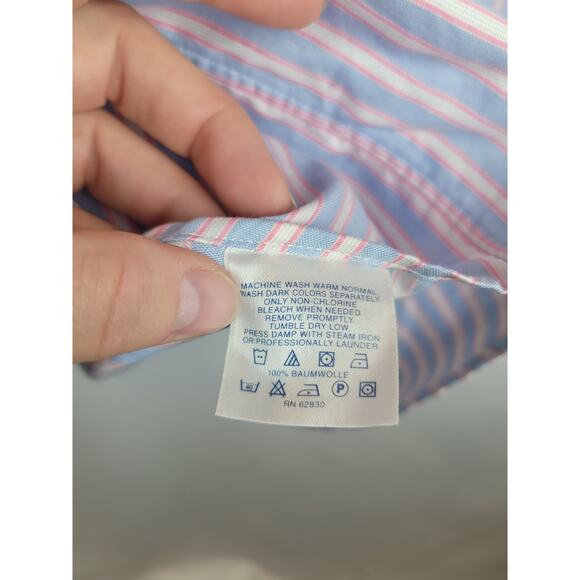 MACHINE WASH WARM NORMAL
WASH DARK COLORS SEPARATELY
ONLY NON-CHLORINE
BLEACH WHEN NEEDED.
REMOVE PROMPTLY.
TUMBLE DRY LOW
PRESS DAMP WITH STEAM IRON
OR PROFESSIONALLY LAUNDER
100% BAUMWOLLE
40 P
RN 62830